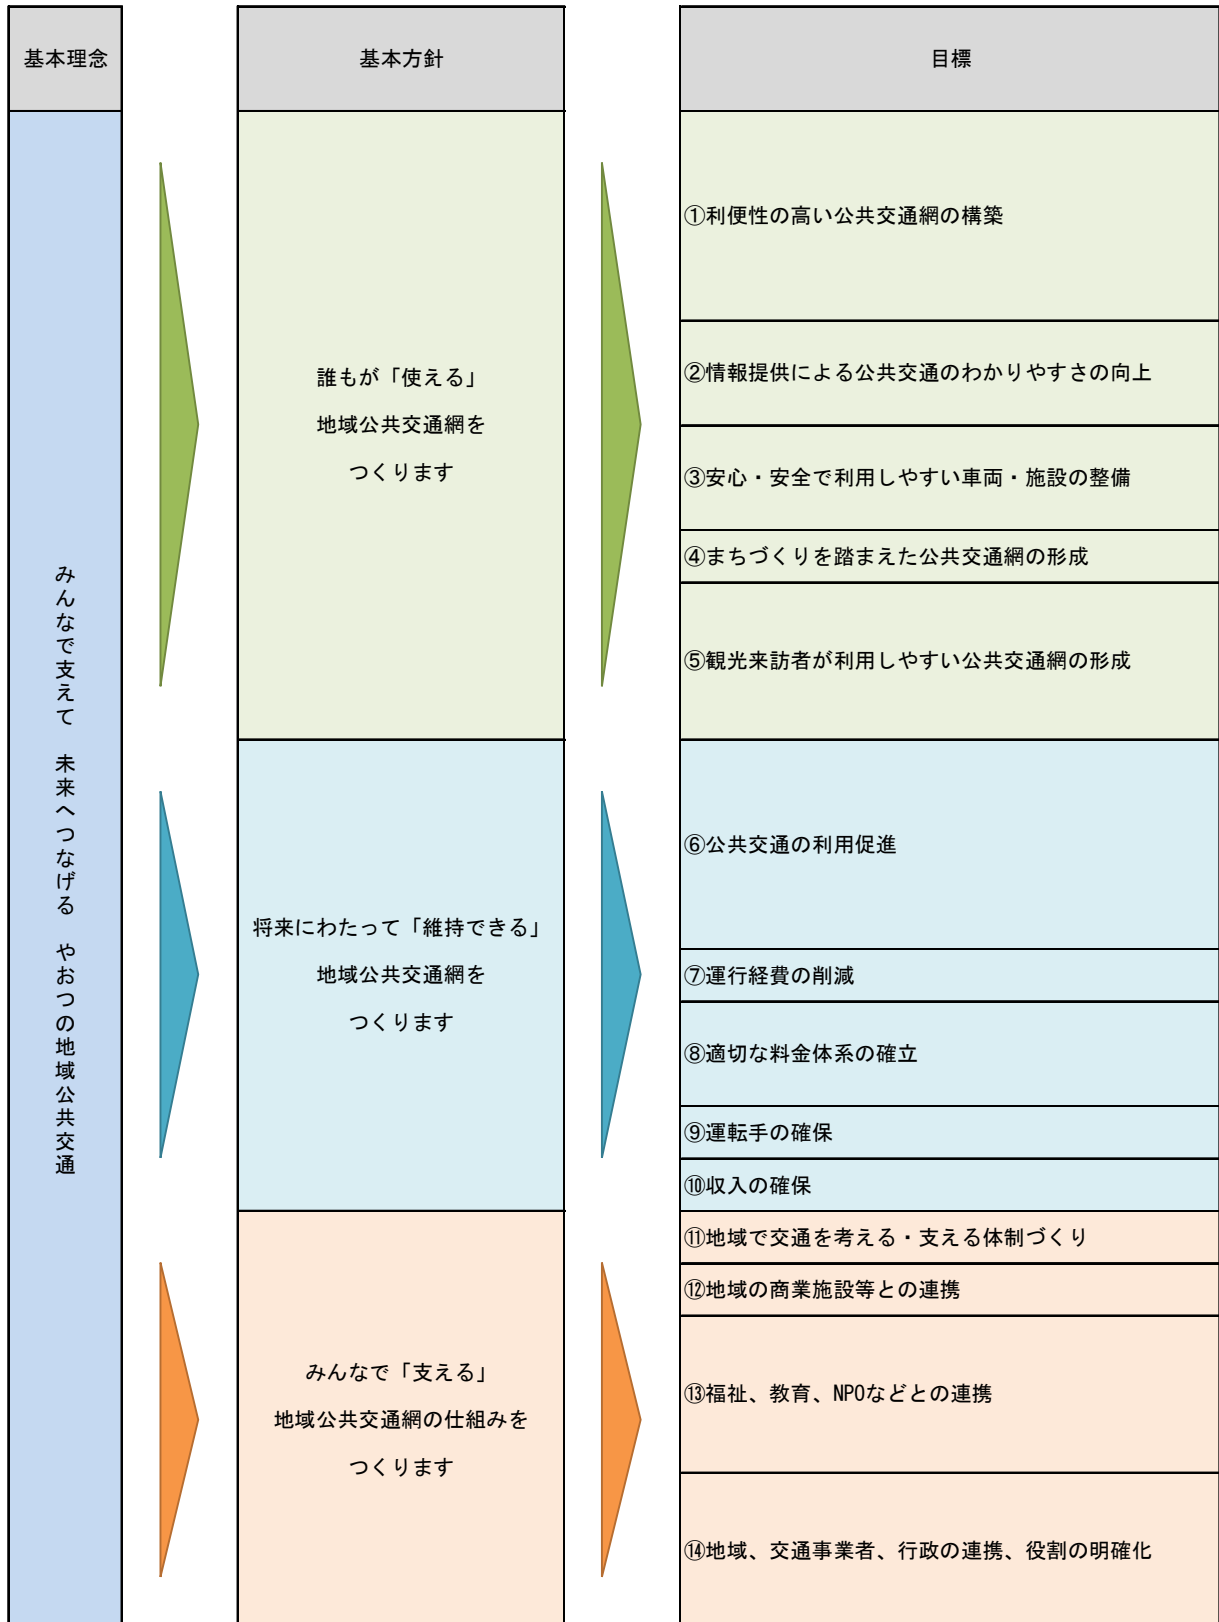 基本理念
基本方針
目標
みんなで支えて　未来へつなげる　やおつの地域公共交通
誰もが「使える」
地域公共交通網を
つくります
①利便性の高い公共交通網の構築
②情報提供による公共交通のわかりやすさの向上
③安心・安全で利用しやすい車両・施設の整備
④まちづくりを踏まえた公共交通網の形成
⑤観光来訪者が利用しやすい公共交通網の形成
将来にわたって「維持できる」
地域公共交通網を
つくります
⑥公共交通の利用促進
⑦運行経費の削減
⑧適切な料金体系の確立
⑨運転手の確保
⑩収入の確保
みんなで「支える」
地域公共交通網の仕組みを
つくります
⑪地域で交通を考える・支える体制づくり
⑫地域の商業施設等との連携
⑬福祉、教育、NPOなどとの連携
⑭地域、交通事業者、行政の連携、役割の明確化